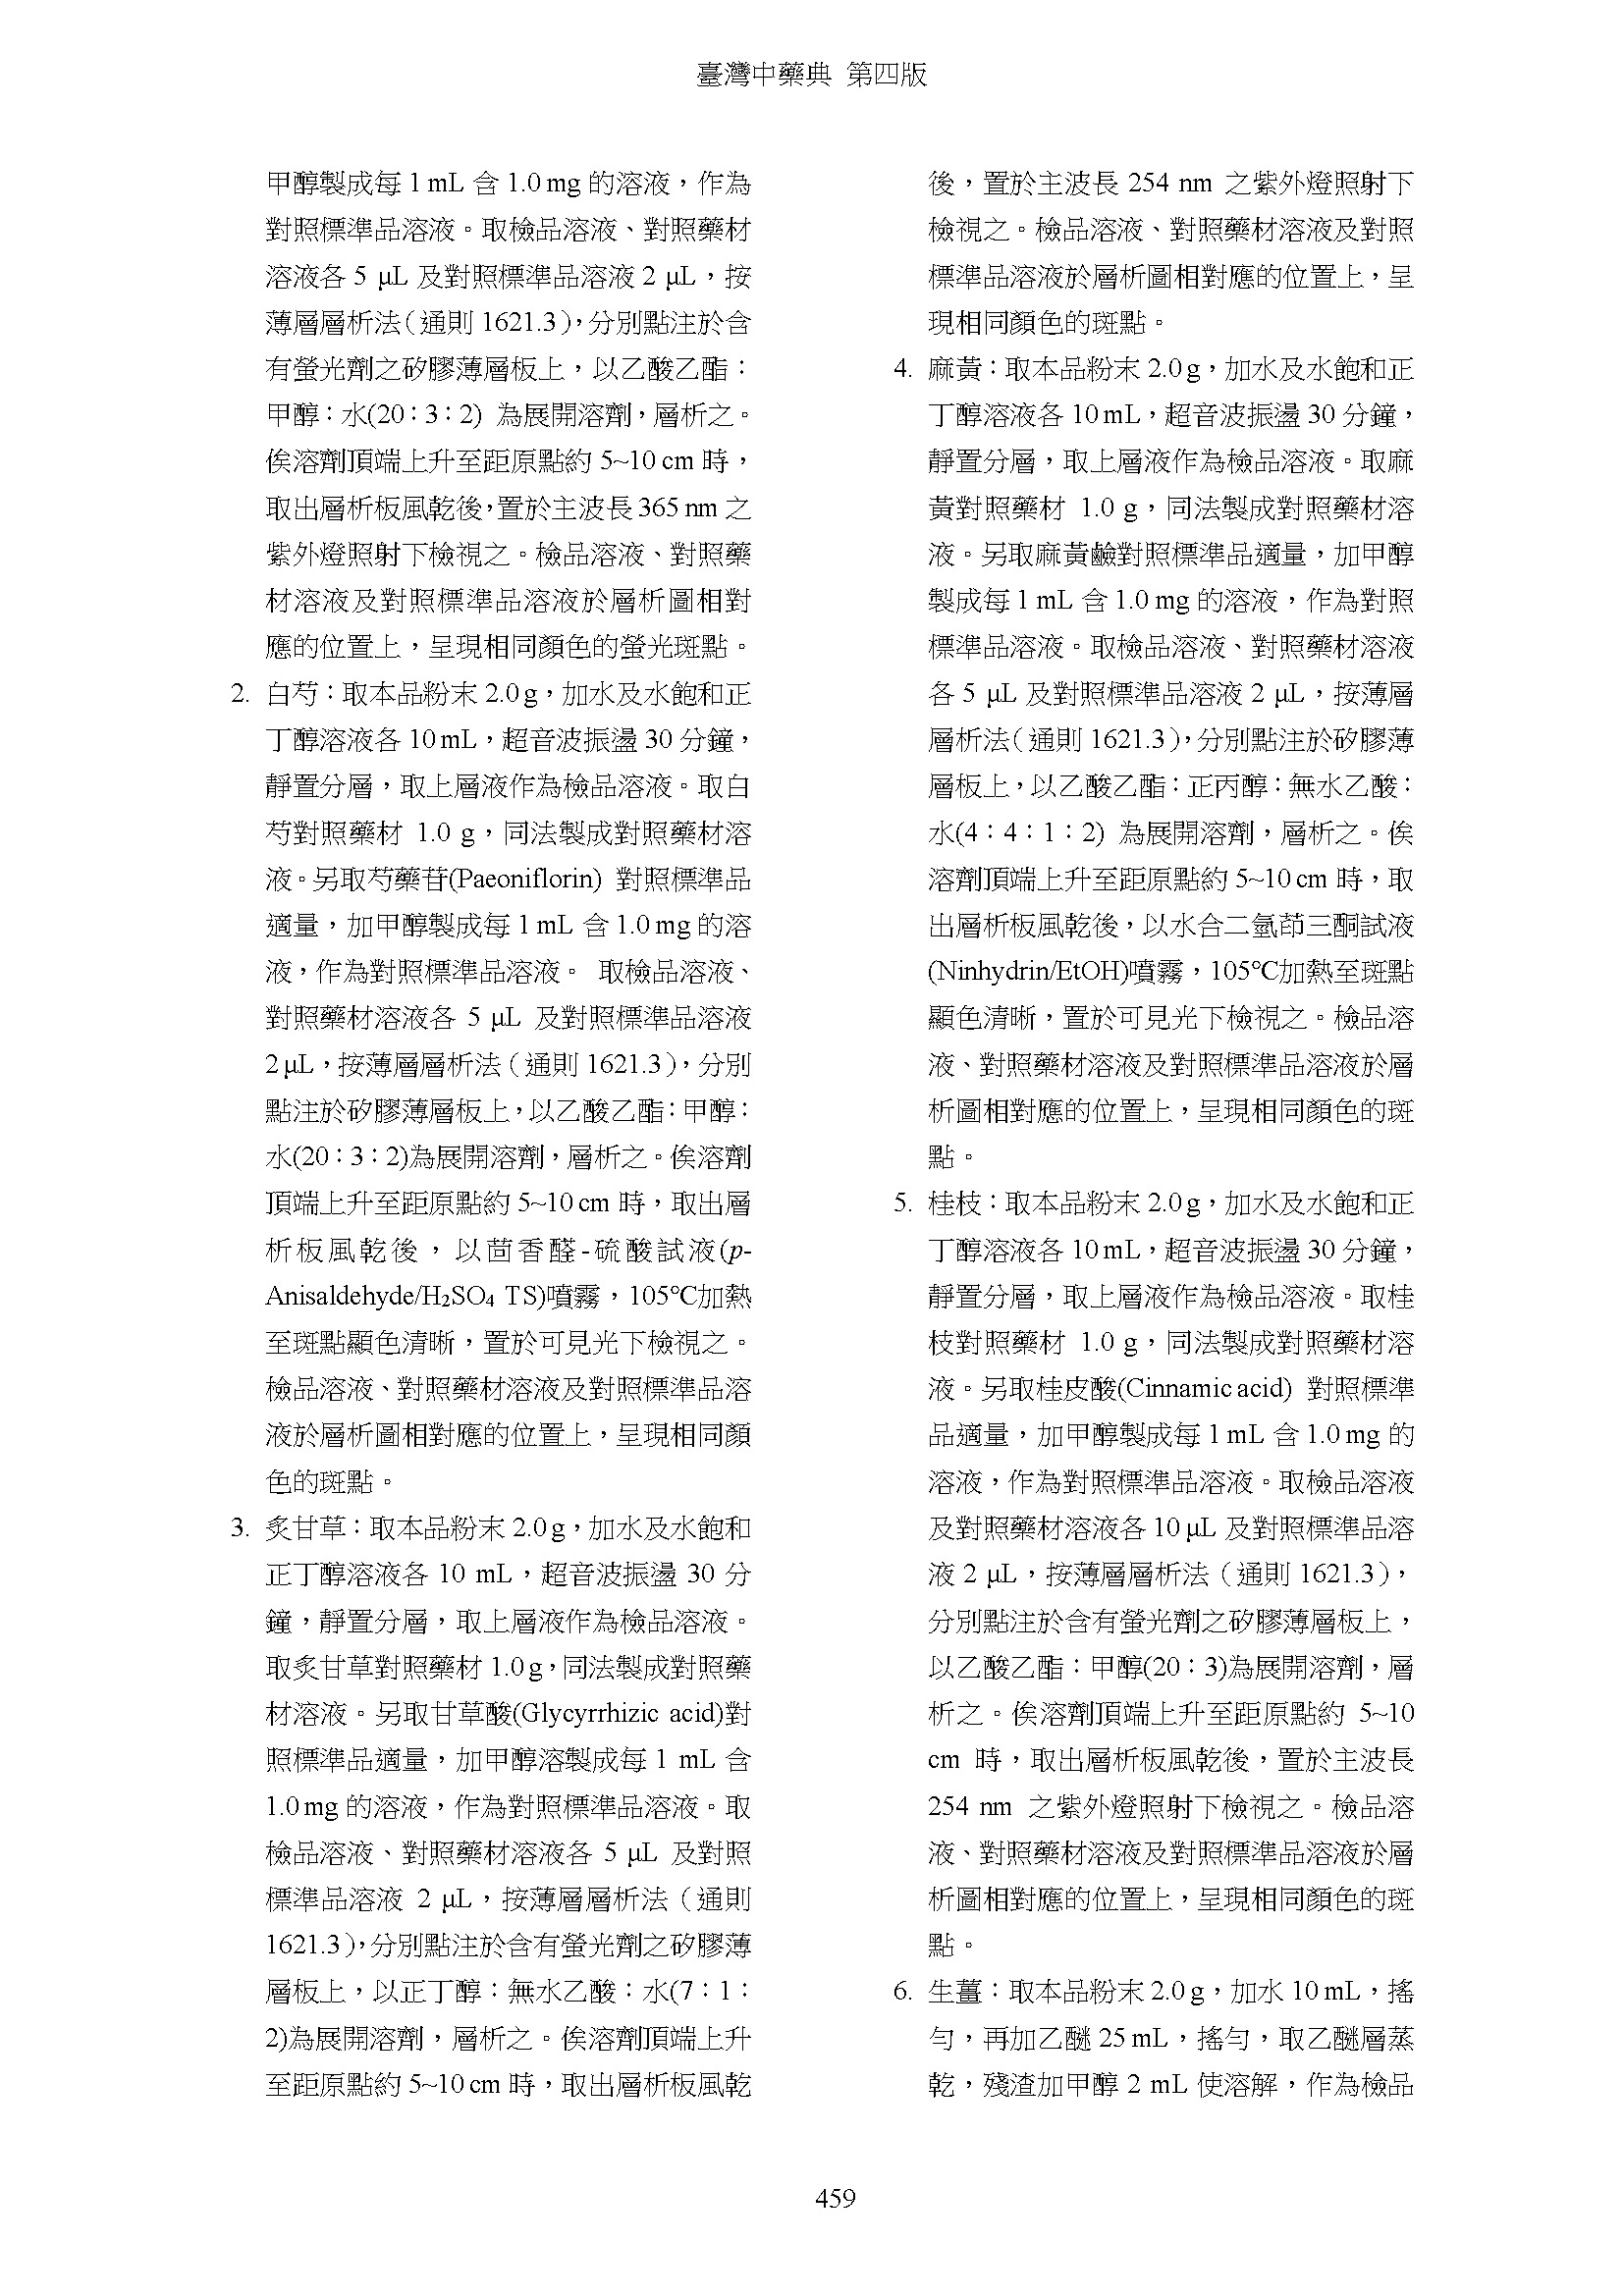 臺灣中藥典 第四版
甲醇製成每 1 mL 含 1.0 mg 的溶液，作為
對照標準品溶液。取檢品溶液、對照藥材
溶液各 5 μL 及對照標準品溶液 2 μL，按
薄層層析法（通則 1621.3），分別點注於含
有螢光劑之矽膠薄層板上，以乙酸乙酯：
甲醇：水(20：3：2) 為展開溶劑，層析之。
俟溶劑頂端上升至距原點約 5~10 cm 時，
取出層析板風乾後，置於主波長 365 nm 之
紫外燈照射下檢視之。檢品溶液、對照藥
材溶液及對照標準品溶液於層析圖相對
應的位置上，呈現相同顏色的螢光斑點。
2. 白芍：取本品粉末 2.0 g，加水及水飽和正
丁醇溶液各 10 mL，超音波振盪 30 分鐘，
靜置分層，取上層液作為檢品溶液。取白
芍對照藥材 1.0 g，同法製成對照藥材溶
液。另取芍藥苷(Paeoniflorin) 對照標準品
適量，加甲醇製成每 1 mL 含 1.0 mg 的溶
液，作為對照標準品溶液。 取檢品溶液、
對照藥材溶液各 5 μL 及對照標準品溶液
2 μL，按薄層層析法（通則 1621.3），分別
點注於矽膠薄層板上，以乙酸乙酯：甲醇：
水(20：3：2)為展開溶劑，層析之。俟溶劑
頂端上升至距原點約 5~10 cm 時，取出層
析板風乾後，以茴香醛-硫酸試液(p-
Anisaldehyde/H₂SO₄ TS)噴霧，105℃加熱
至斑點顯色清晰，置於可見光下檢視之。
檢品溶液、對照藥材溶液及對照標準品溶
液於層析圖相對應的位置上，呈現相同顏
色的斑點。
3. 炙甘草：取本品粉末 2.0 g，加水及水飽和
正丁醇溶液各 10 mL，超音波振盪 30 分
鐘，靜置分層，取上層液作為檢品溶液。
取炙甘草對照藥材 1.0 g，同法製成對照藥
材溶液。另取甘草酸(Glycyrrhizic acid)對
照標準品適量，加甲醇溶製成每 1 mL 含
1.0 mg 的溶液，作為對照標準品溶液。取
檢品溶液、對照藥材溶液各 5 μL 及對照
標準品溶液 2 μL，按薄層層析法（通則
1621.3），分別點注於含有螢光劑之矽膠薄
層板上，以正丁醇：無水乙酸：水(7：1：
2)為展開溶劑，層析之。俟溶劑頂端上升
至距原點約 5~10 cm 時，取出層析板風乾
後，置於主波長 254 nm 之紫外燈照射下
檢視之。檢品溶液、對照藥材溶液及對照
標準品溶液於層析圖相對應的位置上，呈
現相同顏色的斑點。
4. 麻黃：取本品粉末 2.0 g，加水及水飽和正
丁醇溶液各 10 mL，超音波振盪 30 分鐘，
靜置分層，取上層液作為檢品溶液。取麻
黃對照藥材 1.0 g，同法製成對照藥材溶
液。另取麻黃鹼對照標準品適量，加甲醇
製成每 1 mL 含 1.0 mg 的溶液，作為對照
標準品溶液。取檢品溶液、對照藥材溶液
各 5 μL 及對照標準品溶液 2 μL，按薄層
層析法（通則 1621.3），分別點注於矽膠薄
層板上，以乙酸乙酯：正丙醇：無水乙酸：
水(4：4：1：2) 為展開溶劑，層析之。俟
溶劑頂端上升至距原點約 5~10 cm 時，取
出層析板風乾後，以水合二氫茚三酮試液
(Ninhydrin/EtOH)噴霧，105℃加熱至斑點
顯色清晰，置於可見光下檢視之。檢品溶
液、對照藥材溶液及對照標準品溶液於層
析圖相對應的位置上，呈現相同顏色的斑
點。
5. 桂枝：取本品粉末 2.0 g，加水及水飽和正
丁醇溶液各 10 mL，超音波振盪 30 分鐘，
靜置分層，取上層液作為檢品溶液。取桂
枝對照藥材 1.0 g，同法製成對照藥材溶
液。另取桂皮酸(Cinnamic acid) 對照標準
品適量，加甲醇製成每 1 mL 含 1.0 mg 的
溶液，作為對照標準品溶液。取檢品溶液
及對照藥材溶液各 10 μL 及對照標準品溶
液 2 μL，按薄層層析法（通則 1621.3），
分別點注於含有螢光劑之矽膠薄層板上，
以乙酸乙酯：甲醇(20：3)為展開溶劑，層
析之。俟溶劑頂端上升至距原點約 5~10
cm 時，取出層析板風乾後，置於主波長
254 nm 之紫外燈照射下檢視之。檢品溶
液、對照藥材溶液及對照標準品溶液於層
析圖相對應的位置上，呈現相同顏色的斑
點。
6. 生薑：取本品粉末 2.0 g，加水 10 mL，搖
勻，再加乙醚 25 mL，搖勻，取乙醚層蒸
乾，殘渣加甲醇 2 mL 使溶解，作為檢品
459